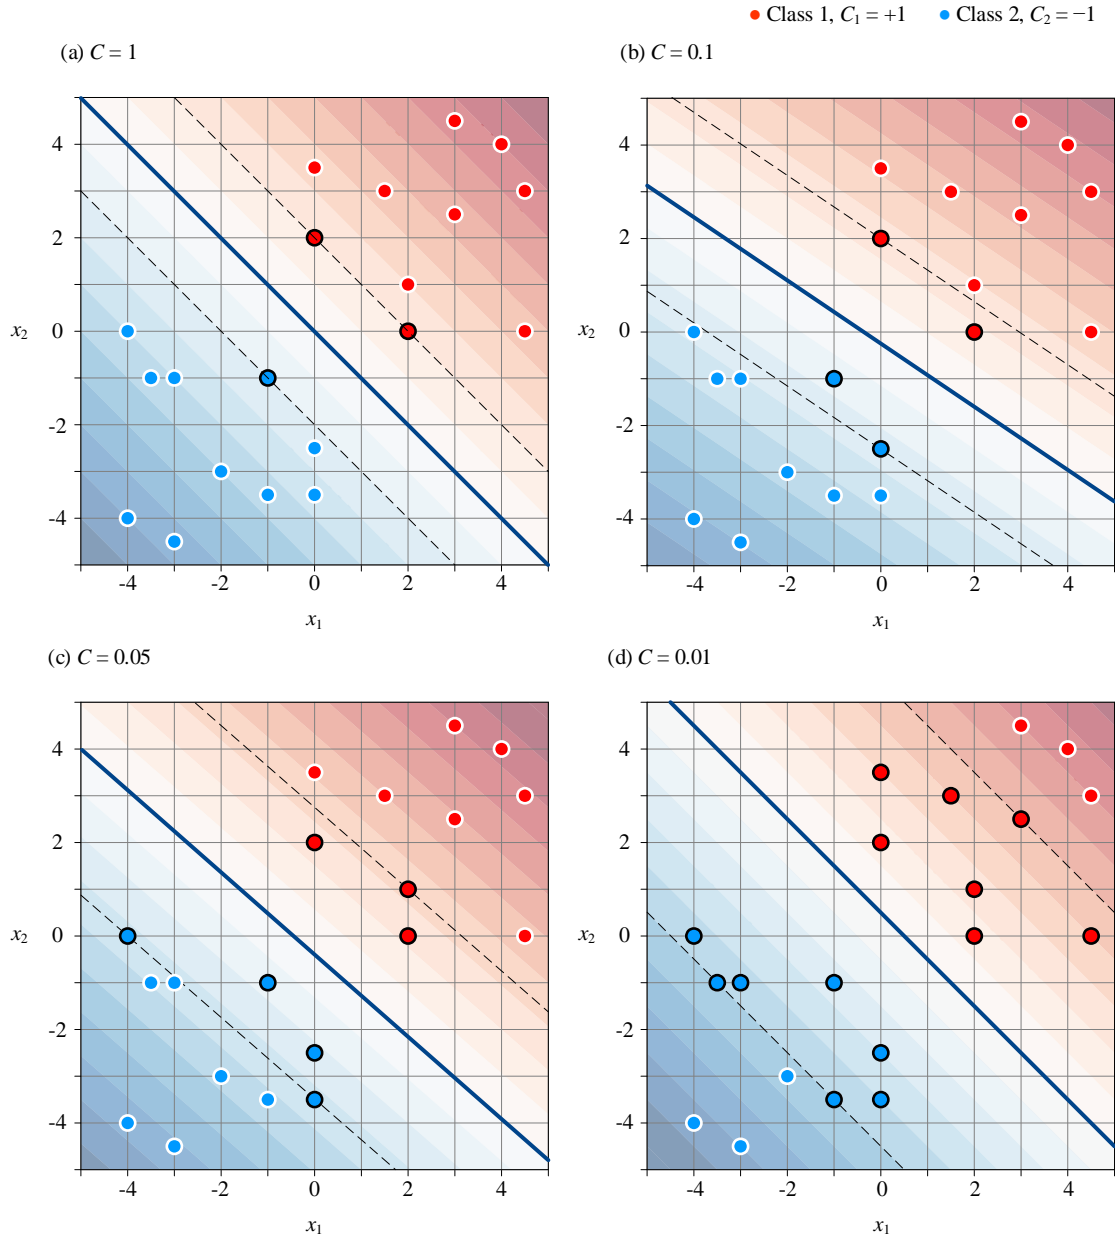 Class 1, C₁ = +1 Class 2, C₂ = −1
(a) C = 1
(b) C = 0.1
4
2
x₂ 0
-2
-4
-4 -2 0 2 4
x₁
4
2
x₂ 0
-2
-4
-4 -2 0 2 4
x₁
(c) C = 0.05
(d) C = 0.01
4
2
x₂ 0
-2
-4
-4 -2 0 2 4
x₁
4
2
x₂ 0
-2
-4
-4 -2 0 2 4
x₁